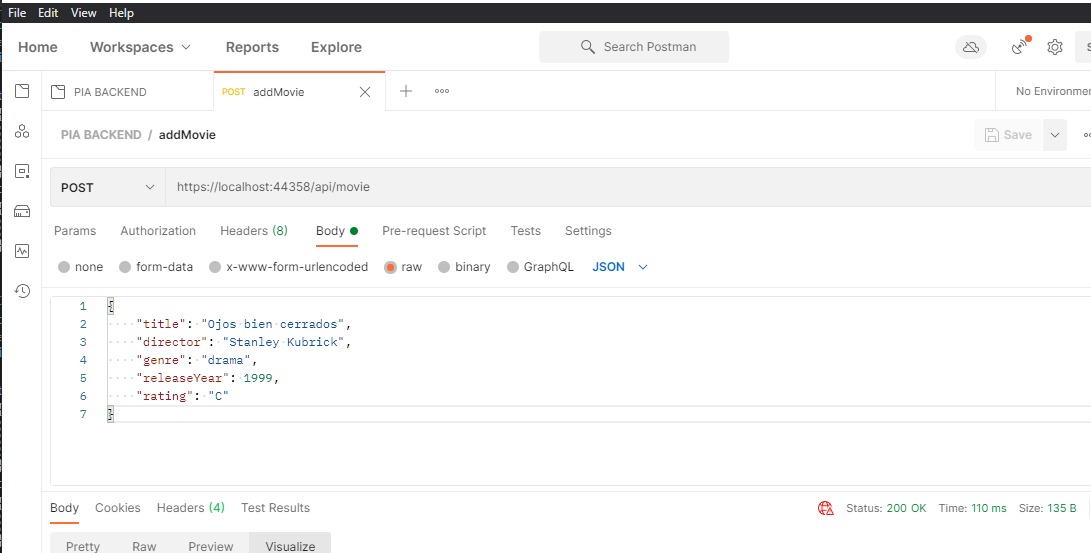 File Edit View Help
Home Workspaces Reports Explore Search Postman
PIA BACKEND POST addMovie No
PIA BACKEND / addMovie Save
POST https://localhost:44358/api/movie
Params Authorization Headers (8) Body Pre-request Script Tests Settings
none form-data x-www-form-urlencoded raw binary GraphQL JSON
1 {
2 "title": "Ojos bien cerrados",
3 "director": "Stanley Kubrick",
4 "genre": "drama",
5 "releaseYear": 1999,
6 "rating": "C"
7 }
Body Cookies Headers (4) Test Results Status: 200 OK Time: 110 ms Size: 135 B
Pretty Raw Preview Visualize